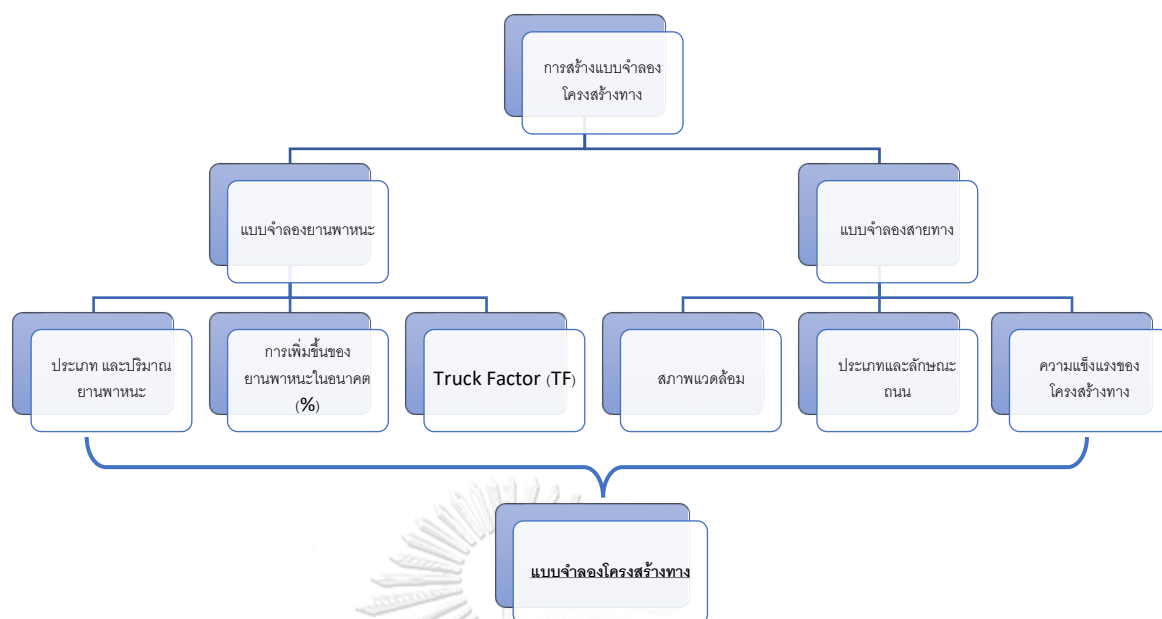 การสร้างแบบจำลอง
โครงสร้างทาง
แบบจำลองยานพาหนะ
แบบจำลองสายทาง
ประเภท และปริมาณ
ยานพาหนะ
การเพิ่มขึ้นของ
ยานพาหนะในอนาคต
(%)
Truck Factor (TF)
สภาพแวดล้อม
ประเภทและลักษณะ
ถนน
ความแข็งแรงของ
โครงสร้างทาง
แบบจำลองโครงสร้างทาง